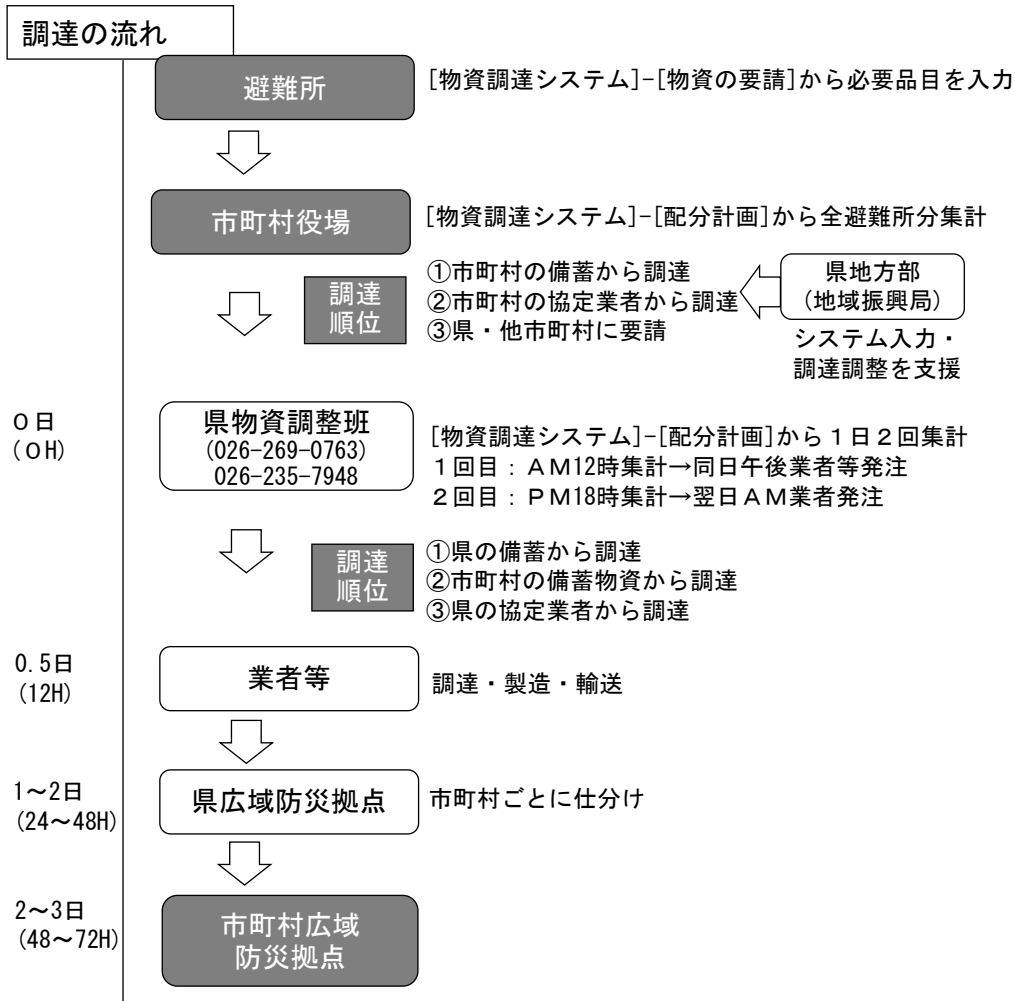 調達の流れ
避難所
[物資調達システム]-[物資の要請]から必要品目を入力
市町村役場
[物資調達システム]-[配分計画]から全避難所分集計
調達
順位
①市町村の備蓄から調達
②市町村の協定業者から調達
③県・他市町村に要請
県地方部
(地域振興局)
システム入力・
調達調整を支援
0日
(0H)
県物資調整班
(026-269-0763)
026-235-7948
[物資調達システム]-[配分計画]から1日2回集計
1回目：AM12時集計→同日午後業者等発注
2回目：PM18時集計→翌日AM業者発注
調達
順位
①県の備蓄から調達
②市町村の備蓄物資から調達
③県の協定業者から調達
0.5日
(12H)
業者等
調達・製造・輸送
1～2日
(24～48H)
県広域防災拠点
市町村ごとに仕分け
2～3日
(48～72H)
市町村広域
防災拠点